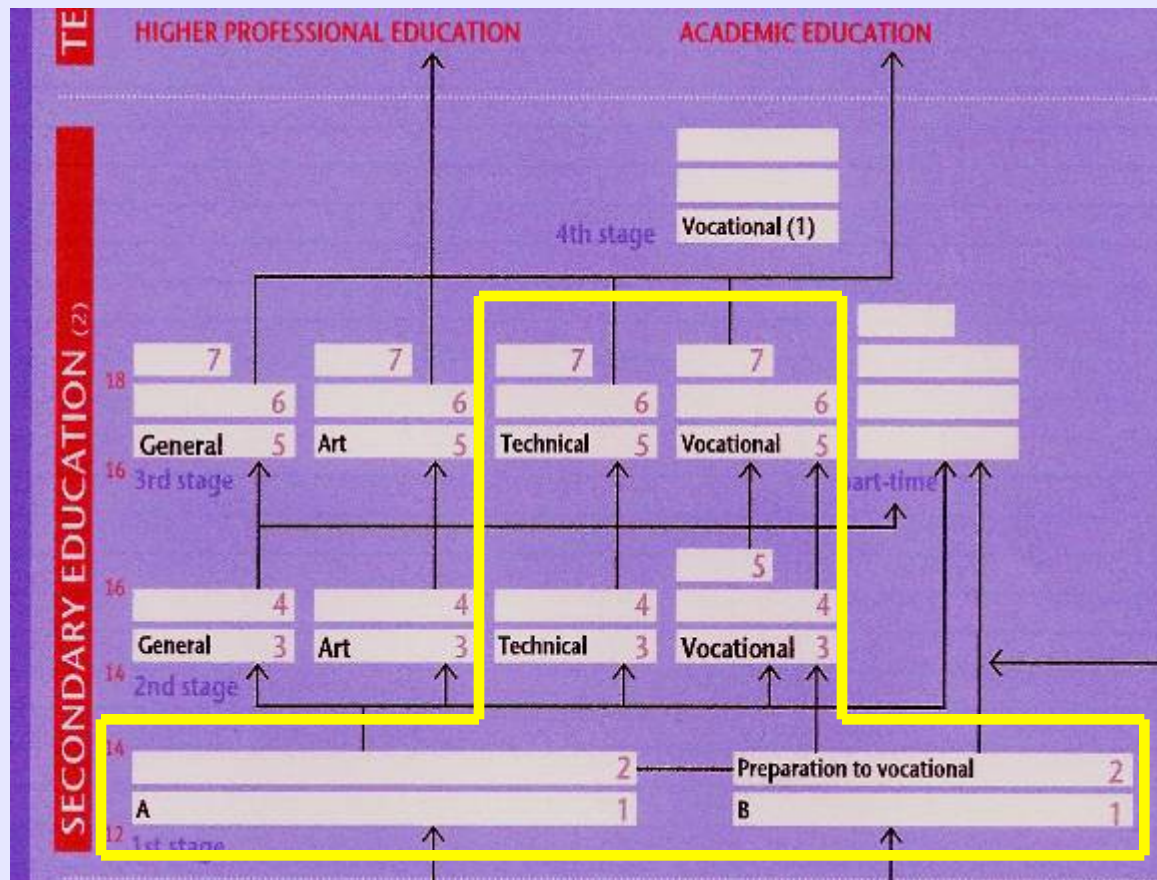 TE
HIGHER PROFESSIONAL EDUCATION
ACADEMIC EDUCATION
SECONDARY EDUCATION (2)
4th stage
Vocational (1)
7
7
7
7
18
6
6
6
6
General 5
Art 5
Technical 5
Vocational 5
16
3rd stage
part-time
5
16
4
4
4
4
General 3
Art 3
Technical 3
Vocational 3
14
2nd stage
14
2
Preparation to vocational 2
A 1
B 1
12
1st stage